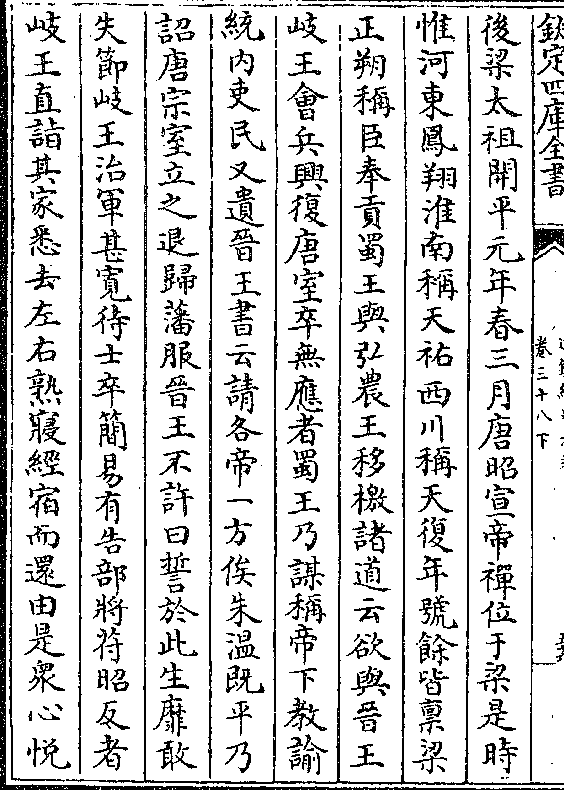 欽定四庫全書
卷三十八下
後梁太祖開平元年春三月唐昭宣帝禪位于梁是時
惟河東鳳翔淮南稱天祐西川稱天復年號餘皆稟梁
正朔稱臣奉貢蜀王與弘農王移檄諸道云欲與晉王
岐王會兵興復唐室卒無應者蜀王乃謀稱帝下教諭
統内吏民又遺晉王書云請各帝一方俟朱温既平乃
詔唐宗室立之退歸藩服晉王不許曰誓於此生靡敢
失節岐王治軍甚寛待士卒簡易有告部將苻昭反者
岐王直詣其家悉去左右熟寢經宿而還由是衆心悦